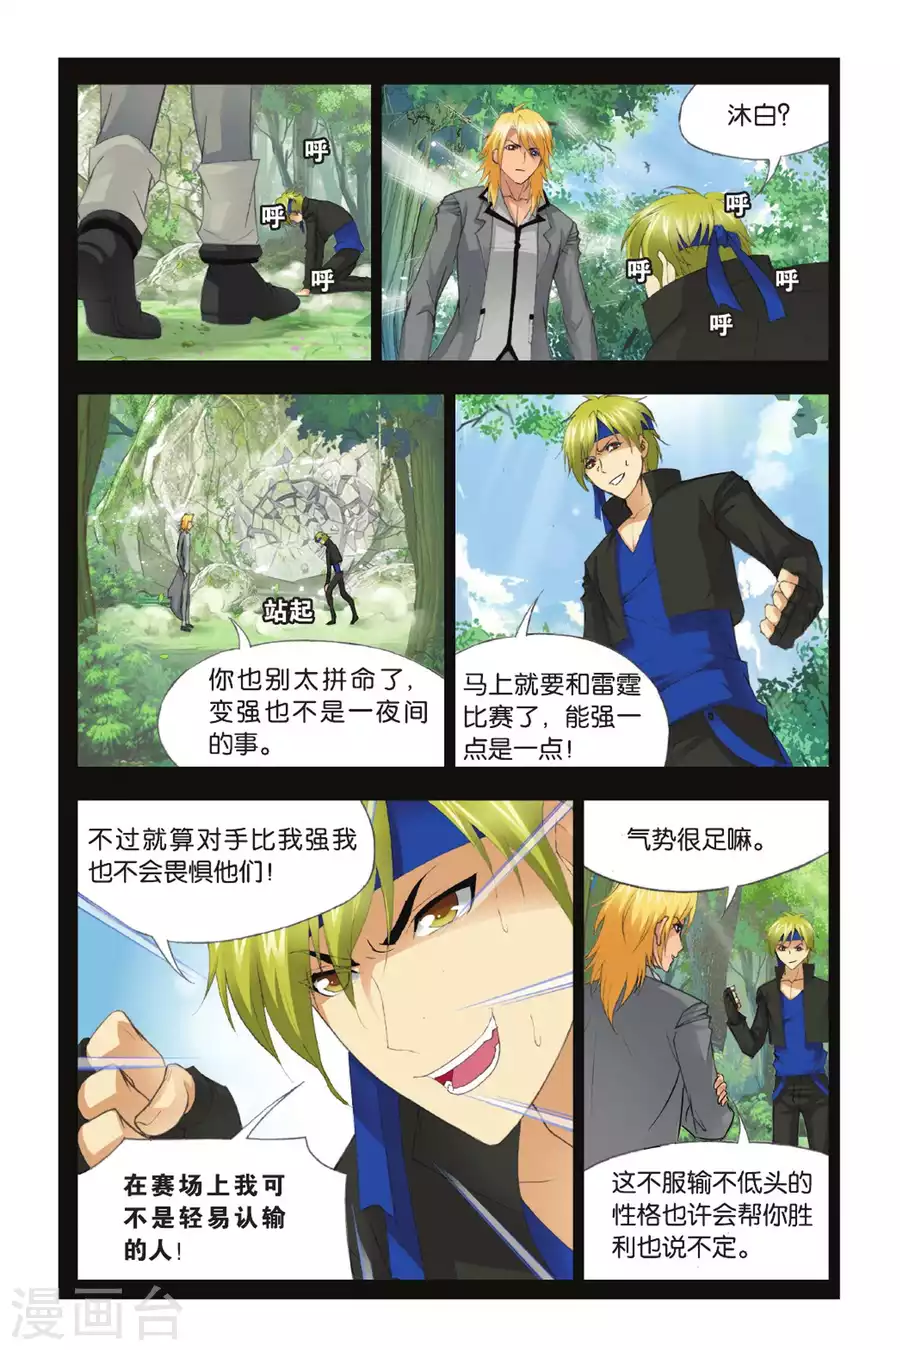 呼
呼
呼
沐白？
呼
呼
呼
呼
站起
你也别太拼命了，
变强也不是一夜间
的事。
马上就要和雷霆
比赛了，能强一
点是一点！
不过就算对手比我强我
也不会畏惧他们！
在赛场上我可
不是轻易认输
的人！
气势很足嘛。
这不服输不低头的
性格也许会帮你胜
利也说不定。
漫画台